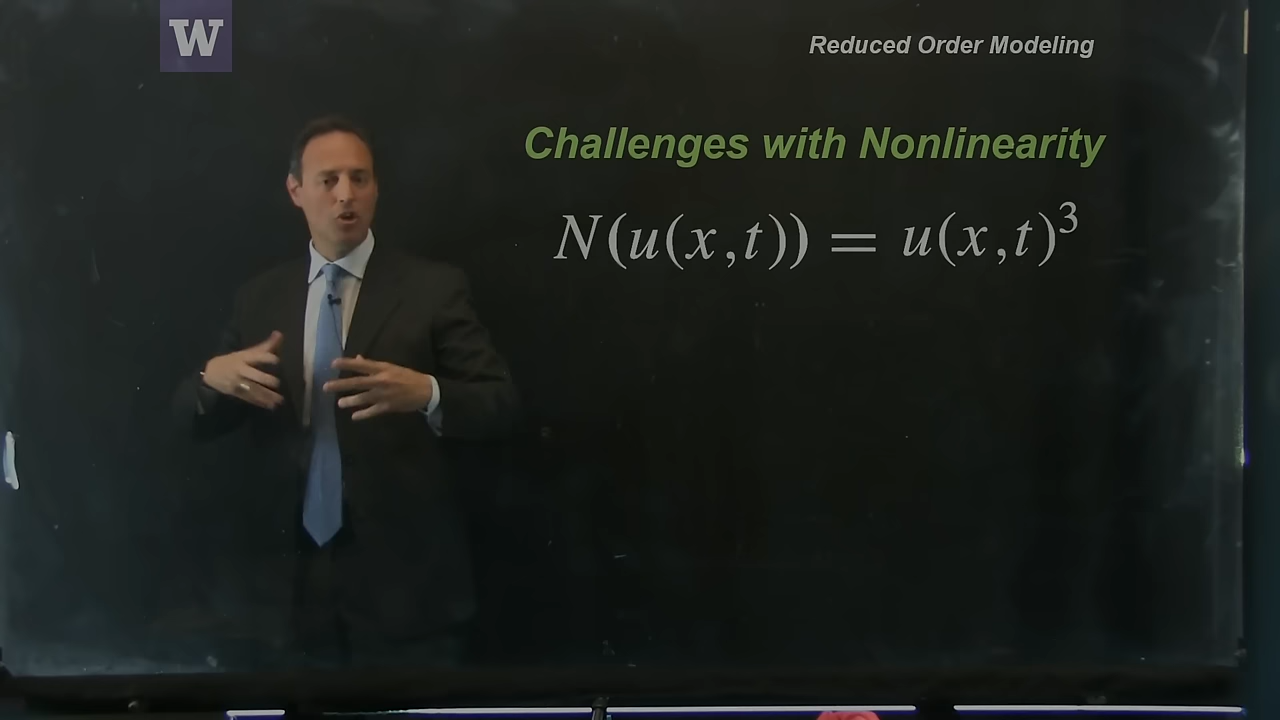 W
Reduced Order Modeling
Challenges with Nonlinearity
N(u(x,t)) = u(x,t)³